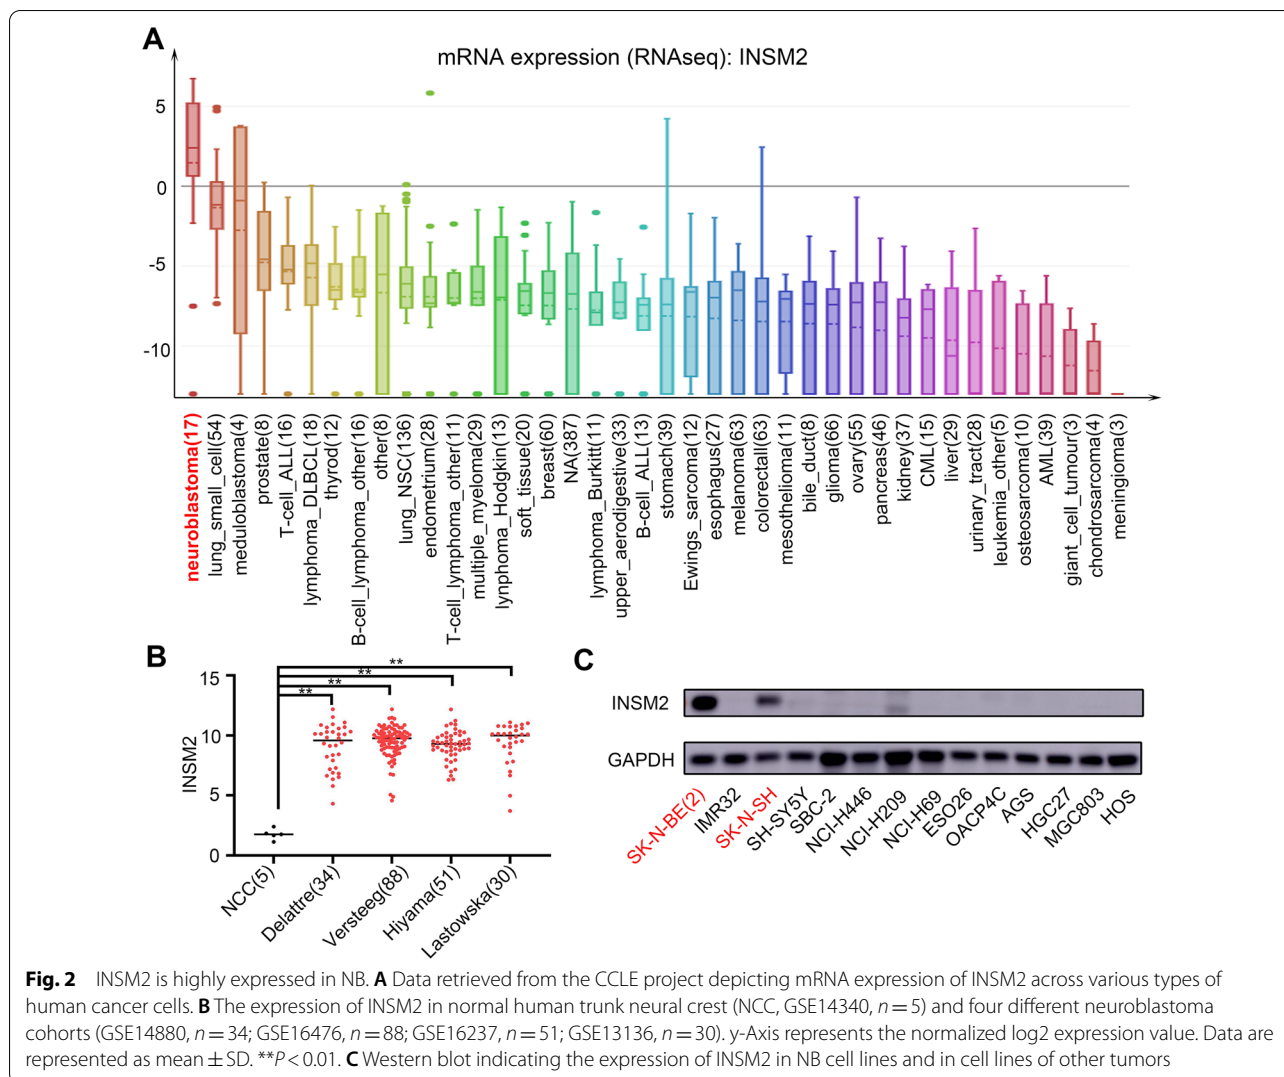 A
mRNA expression (RNAseq): INSM2
5
0
-5
-10
neuroblastoma(17)
lung_small_cell(54)
meduloblastoma(4)
prostate(8)
T-cell_ALL(16)
lymphoma_DLBCL(18)
thyrod(12)
B-cell_lymphoma_other(16)
other(8)
lung_NSC(136)
endometrium(28)
T-cell_lymphoma_other(11)
multiple_myeloma(29)
lynphoma_Hodgkin(13)
soft_tissue(20)
breast(60)
NA(387)
lymphoma_Burkitt(11)
upper_aerodigestive(33)
B-cell_ALL(13)
stomach(39)
Ewings_sarcoma(12)
esophagus(27)
melanoma(63)
colorectall(63)
mesothelioma(11)
bile_duct(8)
glioma(66)
ovary(55)
pancreas(46)
kidney(37)
CML(15)
liver(29)
urinary_tract(28)
leukemia_other(5)
osteosarcoma(10)
AML(39)
giant_cell_tumour(3)
chondrosarcoma(4)
meningioma(3)
B
INSM2
15
10
5
0
**
**
**
**
NCC(5)
Delattre(34)
Versteeg(88)
Hiyama(51)
Lastowska(30)
C
INSM2
GAPDH
SK-N-BE(2)
IMR32
SK-N-SH
SH-SY5Y
SBC-2
NCI-H446
NCI-H209
NCI-H69
ESO26
OACP4C
AGS
HGC27
MGC803
HOS
Fig. 2 INSM2 is highly expressed in NB. A Data retrieved from the CCLE project depicting mRNA expression of INSM2 across various types of
human cancer cells. B The expression of INSM2 in normal human trunk neural crest (NCC, GSE14340, n = 5) and four different neuroblastoma
cohorts (GSE14880, n = 34; GSE16476, n = 88; GSE16237, n = 51; GSE13136, n = 30). y-Axis represents the normalized log2 expression value. Data are
represented as mean ± SD. **P < 0.01. C Western blot indicating the expression of INSM2 in NB cell lines and in cell lines of other tumors